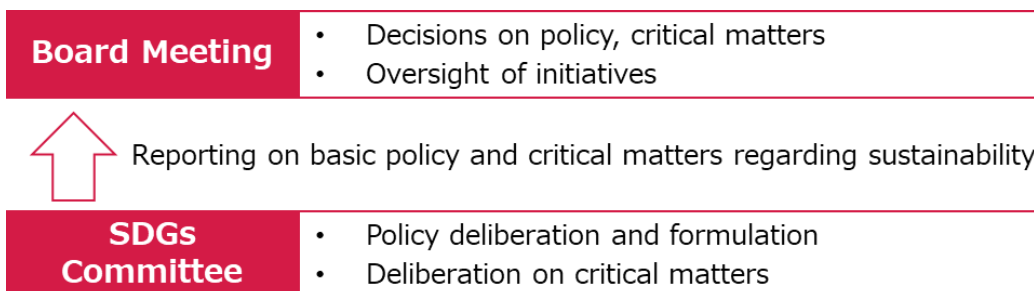 Board Meeting
• Decisions on policy, critical matters
• Oversight of initiatives
Reporting on basic policy and critical matters regarding sustainability
SDGs
Committee
• Policy deliberation and formulation
• Deliberation on critical matters